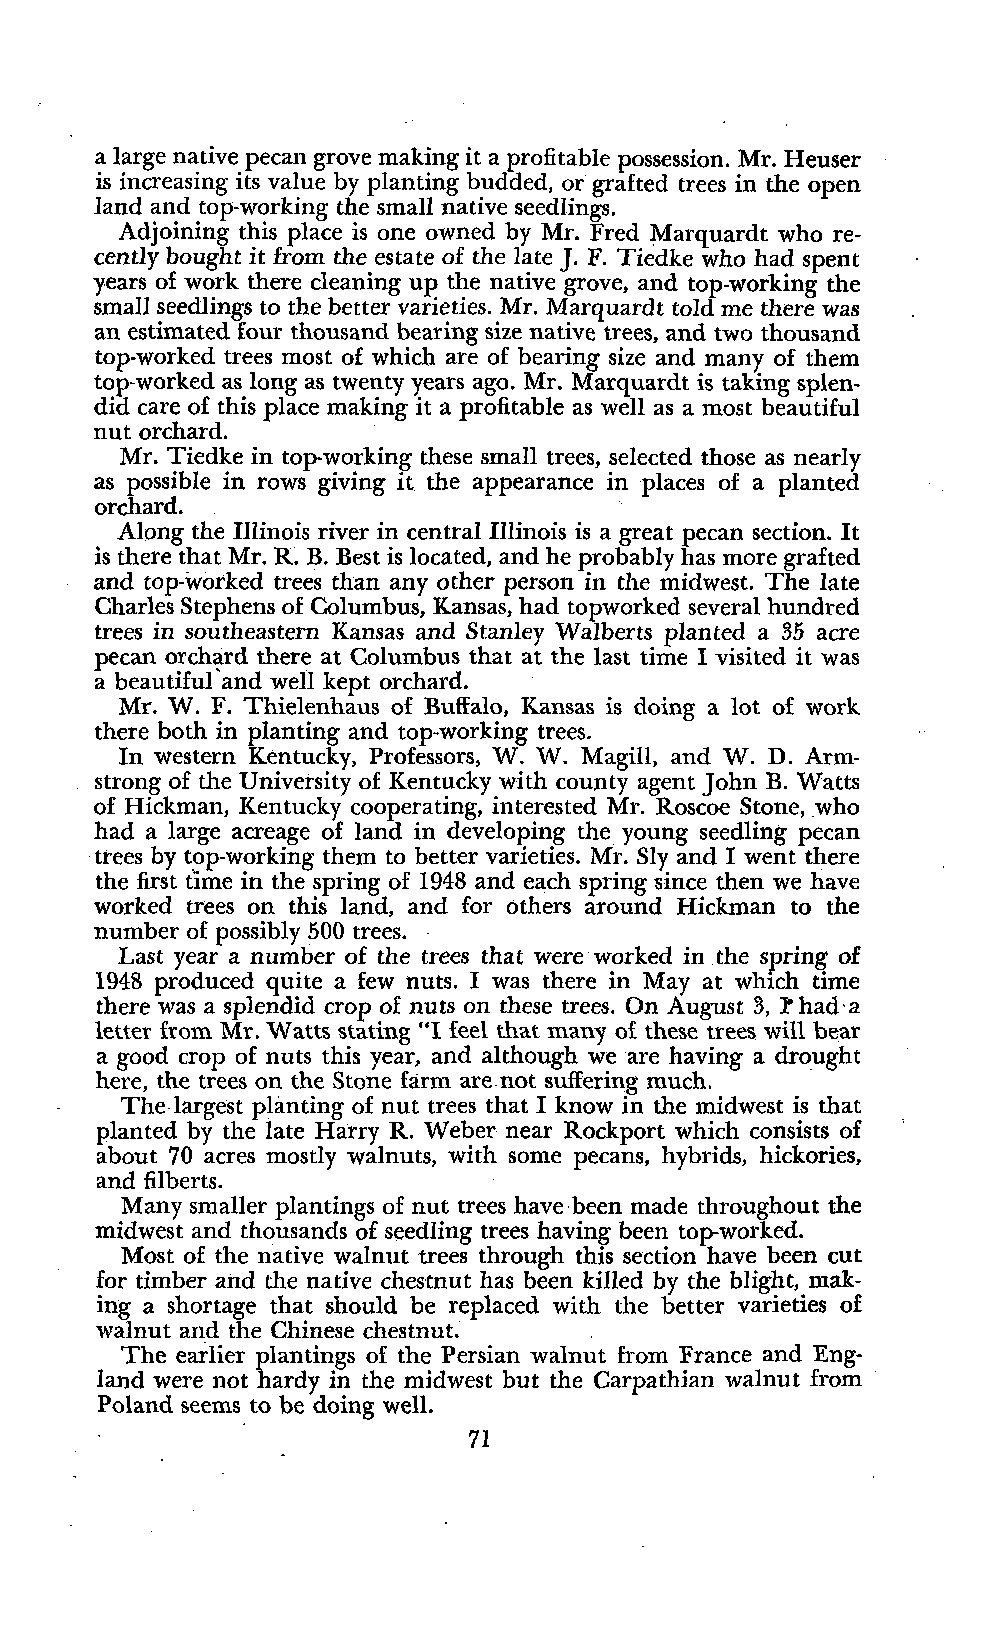 a large native pecan grove making it a profitable possession. Mr. Heuser
is increasing its value by planting budded, or grafted trees in the open
land and top-working the small native seedlings.
Adjoining this place is one owned by Mr. Fred Marquardt who re-
cently bought it from the estate of the late J. F. Tiedke who had spent
years of work there cleaning up the native grove, and top-working the
small seedlings to the better varieties. Mr. Marquardt told me there was
an estimated four thousand bearing size native trees, and two thousand
top-worked trees most of which are of bearing size and many of them
top-worked as long as twenty years ago. Mr. Marquardt is taking splen-
did care of this place making it a profitable as well as a most beautiful
nut orchard.
Mr. Tiedke in top-working these small trees, selected those as nearly
as possible in rows giving it the appearance in places of a planted
orchard.
Along the Illinois river in central Illinois is a great pecan section. It
is there that Mr. R. B. Best is located, and he probably has more grafted
and top-worked trees than any other person in the midwest. The late
Charles Stephens of Columbus, Kansas, had topworked several hundred
trees in southeastern Kansas and Stanley Walberts planted a 35 acre
pecan orchard there at Columbus that at the last time I visited it was
a beautiful and well kept orchard.
Mr. W. F. Thielenhaus of Buffalo, Kansas is doing a lot of work
there both in planting and top-working trees.
In western Kentucky, Professors, W. W. Magill, and W. D. Arm-
strong of the University of Kentucky with county agent John B. Watts
of Hickman, Kentucky cooperating, interested Mr. Roscoe Stone, who
had a large acreage of land in developing the young seedling pecan
trees by top-working them to better varieties. Mr. Sly and I went there
the first time in the spring of 1948 and each spring since then we have
worked trees on this land, and for others around Hickman to the
number of possibly 500 trees.
Last year a number of the trees that were worked in the spring of
1948 produced quite a few nuts. I was there in May at which time
there was a splendid crop of nuts on these trees. On August 3, I had a
letter from Mr. Watts stating "I feel that many of these trees will bear
a good crop of nuts this year, and although we are having a drought
here, the trees on the Stone farm are not suffering much.
The largest planting of nut trees that I know in the midwest is that
planted by the late Harry R. Weber near Rockport which consists of
about 70 acres mostly walnuts, with some pecans, hybrids, hickories,
and filberts.
Many smaller plantings of nut trees have been made throughout the
midwest and thousands of seedling trees having been top-worked.
Most of the native walnut trees through this section have been cut
for timber and the native chestnut has been killed by the blight, mak-
ing a shortage that should be replaced with the better varieties of
walnut and the Chinese chestnut.
The earlier plantings of the Persian walnut from France and Eng-
land were not hardy in the midwest but the Carpathian walnut from
Poland seems to be doing well.
71